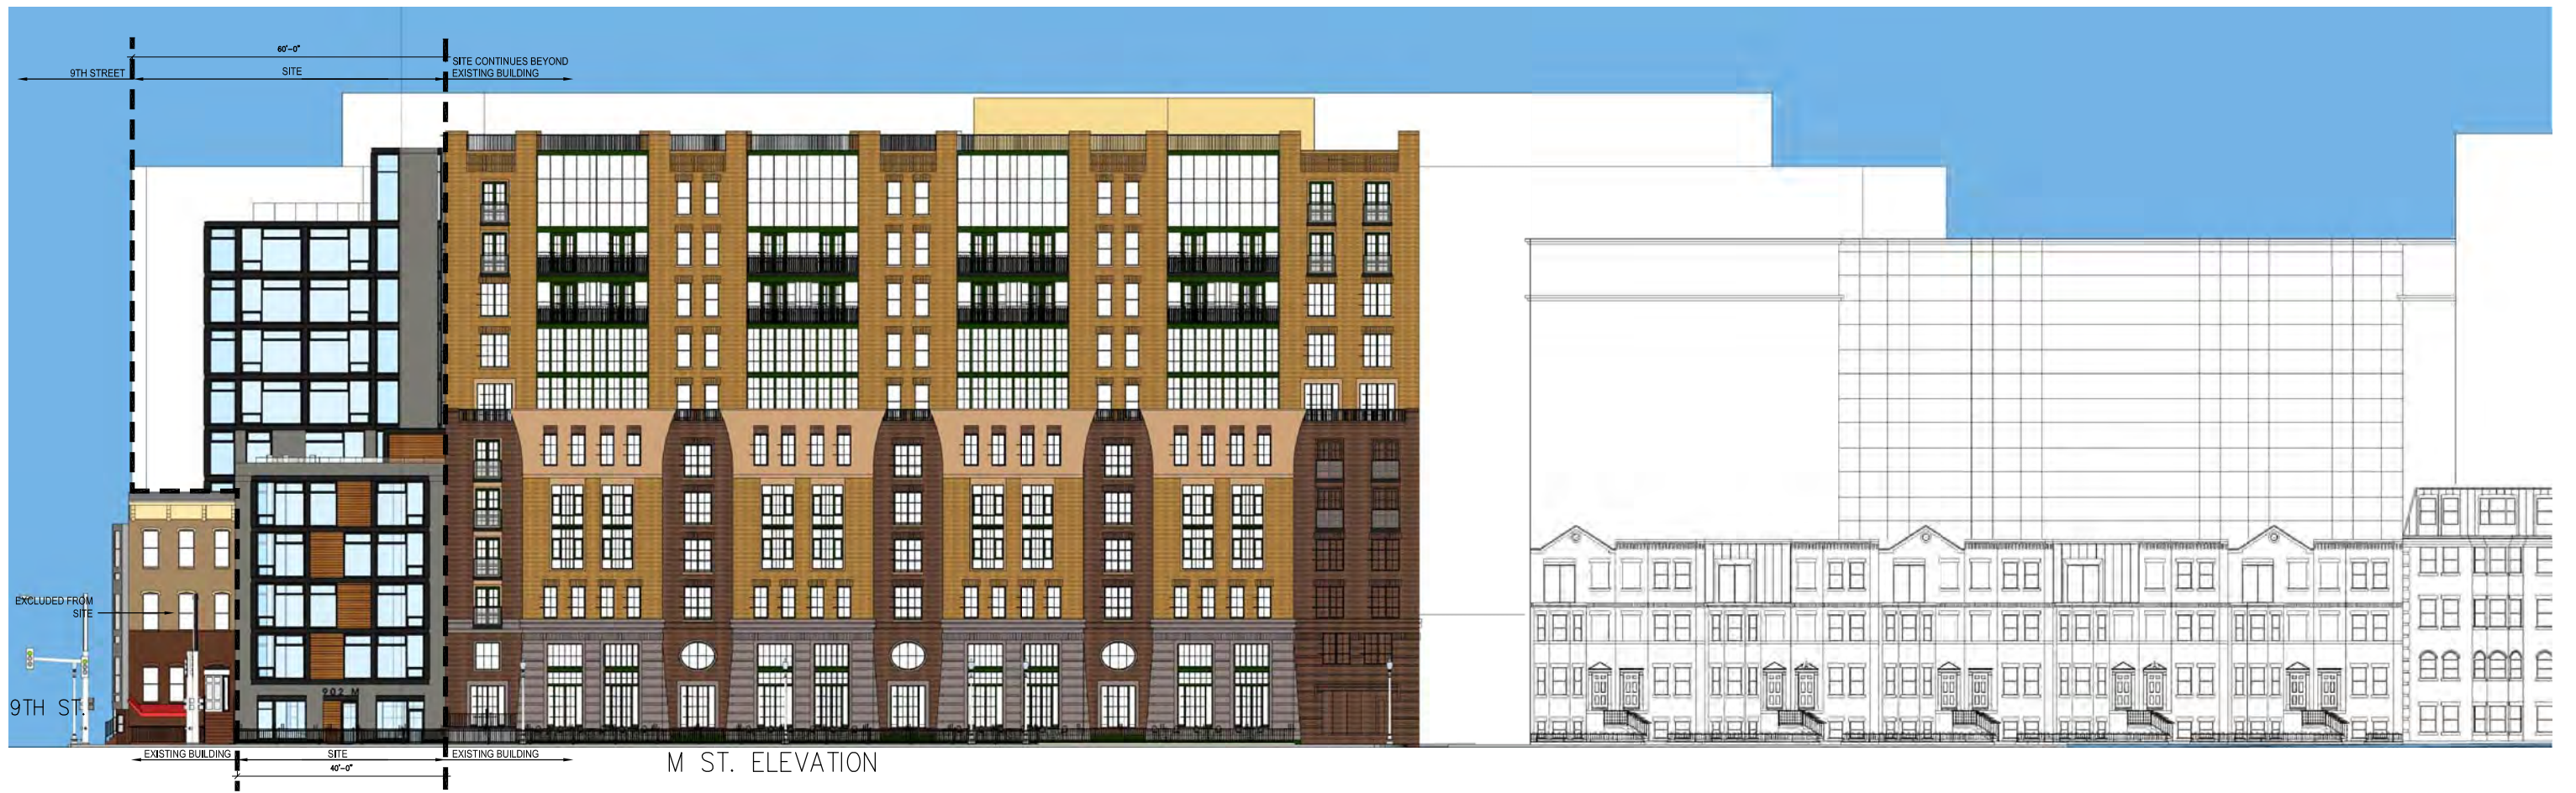 60'-0"
SITE CONTINUES BEYOND
9TH STREET
SITE
EXISTING BUILDING
EXCLUDED FROM
SITE
902 M
9TH ST.
EXISTING BUILDING
SITE
EXISTING BUILDING
40'-0"
M ST. ELEVATION